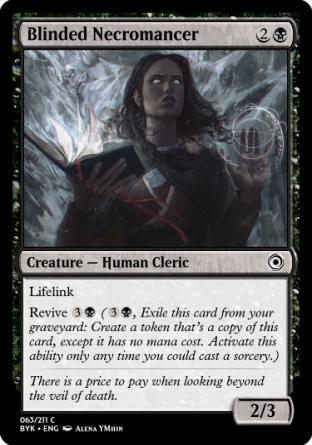 Blinded Necromancer 2
Lifelink
Creature — Human Cleric
Revive 3 ( 3 , Exile this card from your
graveyard: Create a token that's a copy of this
card, except it has no mana cost. Activate this
ability only any time you could cast a sorcery.)
There is a price to pay when looking beyond
the veil of death.
2/3
063/211 C
BYK • ENG Alena YMhin